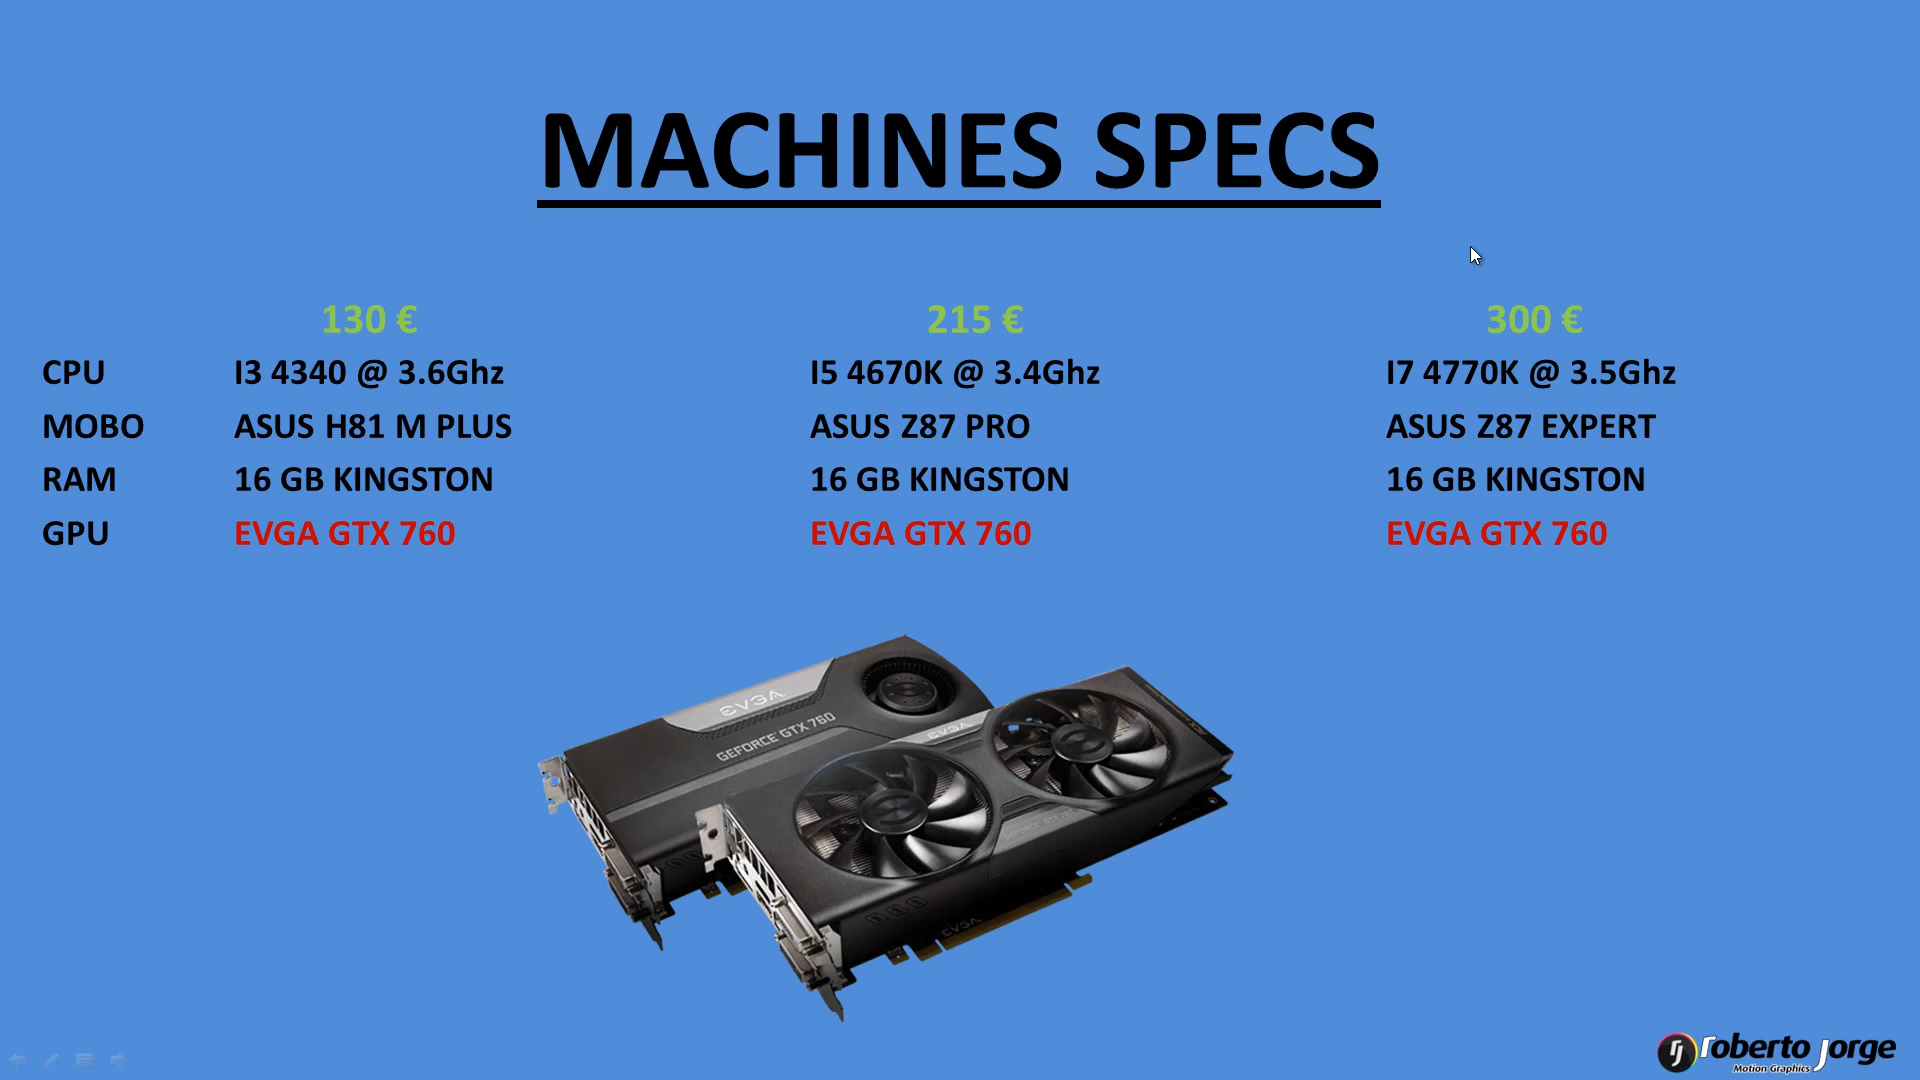 MACHINES SPECS
130 € 215 € 300 €
CPU I3 4340 @ 3.6Ghz I5 4670K @ 3.4Ghz I7 4770K @ 3.5Ghz
MOBO ASUS H81 M PLUS ASUS Z87 PRO ASUS Z87 EXPERT
RAM 16 GB KINGSTON 16 GB KINGSTON 16 GB KINGSTON
GPU EVGA GTX 760 EVGA GTX 760 EVGA GTX 760
EVGA
GEFORCE GTX 760
EVGA
EVGA
rj roberto jorge
Motion Graphics